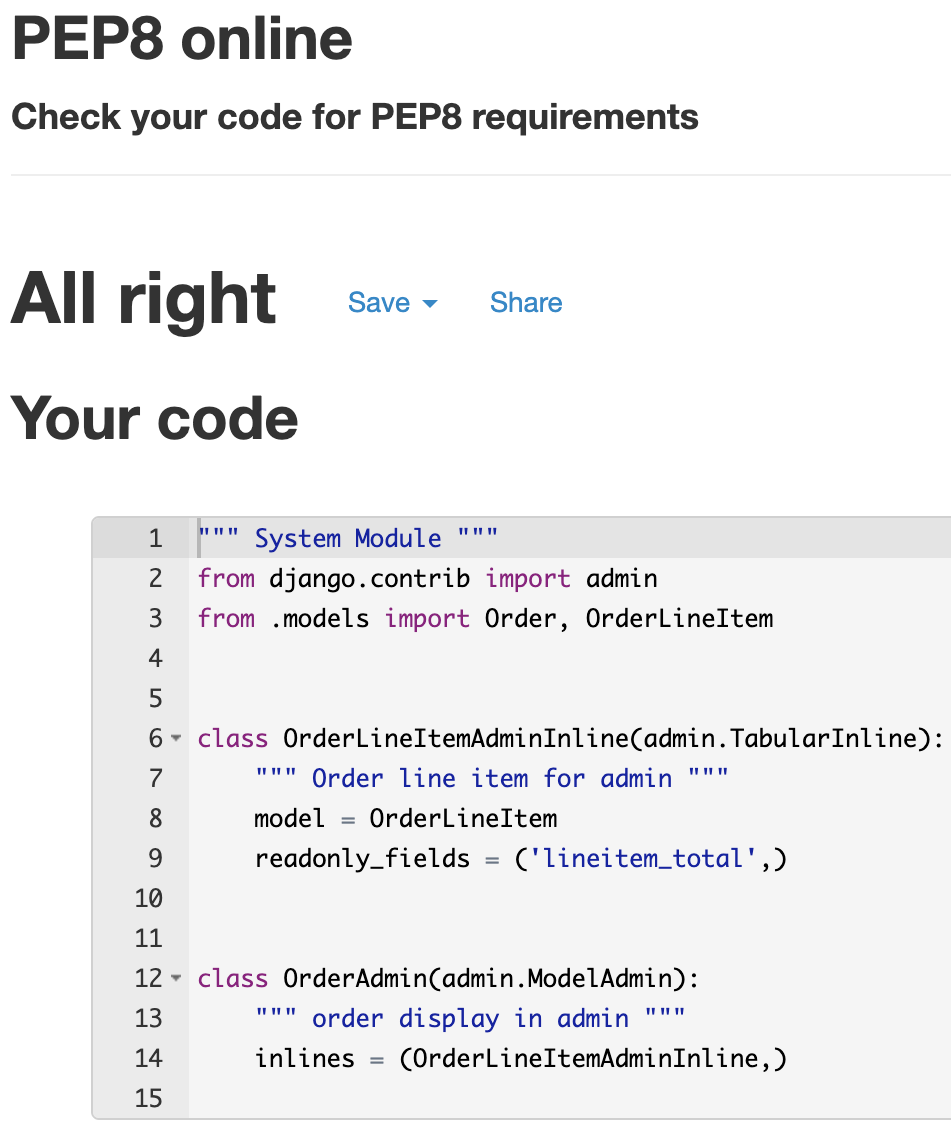 PEP8 online
Check your code for PEP8 requirements
All right Save Share
Your code
1 """ System Module """
2 from django.contrib import admin
3 from .models import Order, OrderLineItem
4
5
6 class OrderLineItemAdminInline(admin.TabularInline):
7     """ Order line item for admin """
8     model = OrderLineItem
9     readonly_fields = ('lineitem_total',)
10
11
12 class OrderAdmin(admin.ModelAdmin):
13     """ order display in admin """
14     inlines = (OrderLineItemAdminInline,)
15